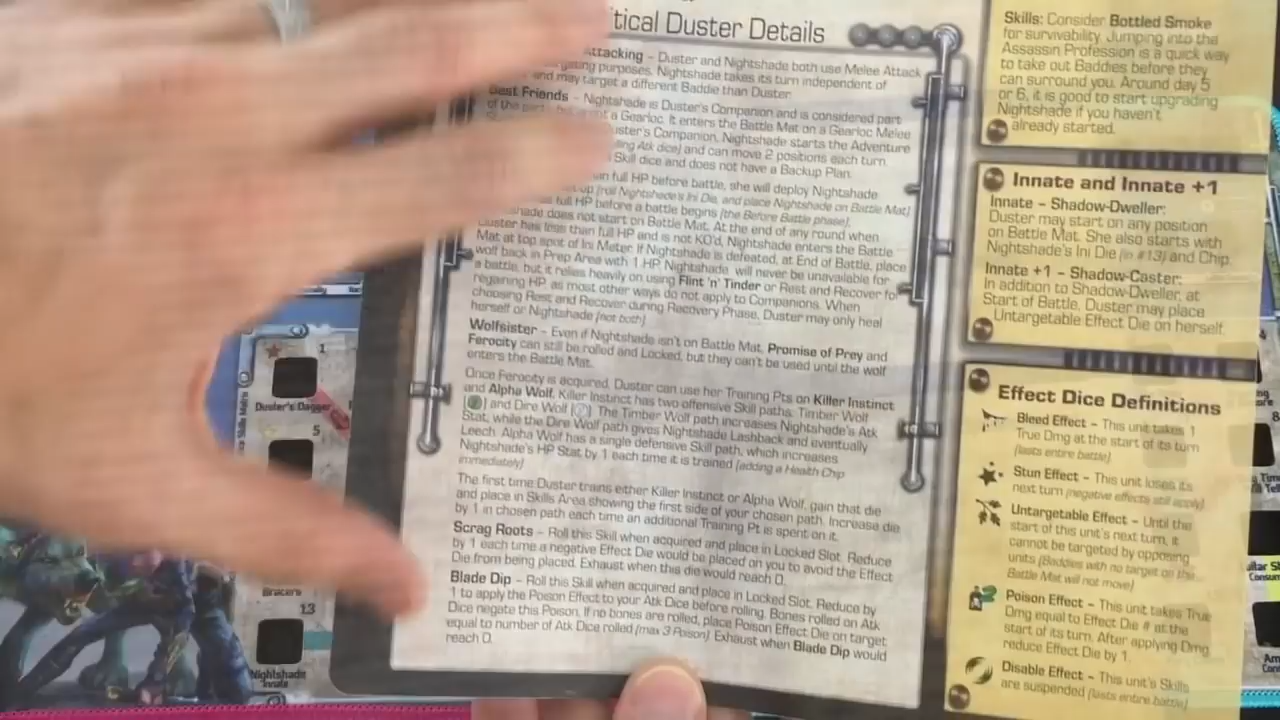 tical Duster Details
Attacking – Duster and Nightshade both use Melee Attack
purposes. Nightshade takes its turn independent of
and may target a different Baddie than Duster.
Best Friends – Nightshade is Duster's Companion and is considered part
of the not a Gearloc. It enters the Battle Mat on a Gearloc Melee
Duster's Companion, Nightshade starts the Adventure
Atk dice) and can move 2 positions each turn.
Skill dice and does not have a Backup Plan.
full HP before battle, she will deploy Nightshade
up (roll Nightshade's Ini Die, and place Nightshade on Battle Mat)
full HP before a battle begins (the Before Battle phase),
does not start on Battle Mat. At the end of any round when
Duster has less than full HP and is not KO'd, Nightshade enters the Battle
Mat at top spot of Ini Meter. If Nightshade is defeated, at End of Battle, place
wolf back in Prep Area with 1 HP. Nightshade will never be unavailable for
a battle, but it relies heavily on using Flint 'n' Tinder or Rest and Recover for
regaining HP as most other ways do not apply to Companions. When
choosing Rest and Recover during Recovery Phase, Duster may only heal
herself or Nightshade (not both)
Wolfsister – Even if Nightshade isn't on Battle Mat, Promise of Prey and
Ferocity can still be rolled and Locked, but they can't be used until the wolf
enters the Battle Mat.
Once Ferocity is acquired, Duster can use her Training Pts on Killer Instinct
and Alpha Wolf. Killer Instinct has two offensive Skill paths: Timber Wolf
( ) and Dire Wolf ( ). The Timber Wolf path increases Nightshade's Atk
Stat, while the Dire Wolf path gives Nightshade Lashback and eventually
Leech. Alpha Wolf has a single defensive Skill path, which increases
Nightshade's HP Stat by 1 each time it is trained (adding a Health Chip
immediately)
The first time Duster trains either Killer Instinct or Alpha Wolf, gain that die
and place in Skills Area showing the first side of your chosen path. Increase die
by 1 in chosen path each time an additional Training Pt is spent on it.
Scrag Roots – Roll this Skill when acquired and place in Locked Slot. Reduce
by 1 each time a negative Effect Die would be placed on you to avoid the Effect
Die from being placed. Exhaust when this die would reach 0.
Blade Dip – Roll this Skill when acquired and place in Locked Slot. Reduce by
1 to apply the Poison Effect to your Atk Dice before rolling. Bones rolled on Atk
Dice negate this Poison. If no bones are rolled, place Poison Effect Die on target
equal to number of Atk Dice rolled (max 3 Poison). Exhaust when Blade Dip would
reach 0.
Skills: Consider Bottled Smoke
for survivability. Jumping into the
Assassin Profession is a quick way
to take out Baddies before they
can surround you. Around day 5
or 6, it is good to start upgrading
Nightshade if you haven't
already started.
Innate and Innate +1
Innate – Shadow-Dweller:
Duster may start on any position
on Battle Mat. She also starts with
Nightshade's Ini Die (in #13) and Chip.
Innate +1 – Shadow-Caster:
In addition to Shadow-Dweller, at
Start of Battle, Duster may place
Untargetable Effect Die on herself.
Effect Dice Definitions
Bleed Effect – This unit takes 1
True Dmg at the start of its turn
(lasts entire battle).
Stun Effect – This unit loses its
next turn (negative effects still apply)
Untargetable Effect – Until the
start of this unit's next turn, it
cannot be targeted by opposing
units (Baddies with no target on the
Battle Mat will not move)
Poison Effect – This unit takes True
Dmg equal to Effect Die # at the
start of its turn. After applying Dmg,
reduce Effect Die by 1.
Disable Effect – This unit's Skills
are suspended (lasts entire battle)
1
Duster's Dagger
5
Bracers
13
Nightshade
Innate